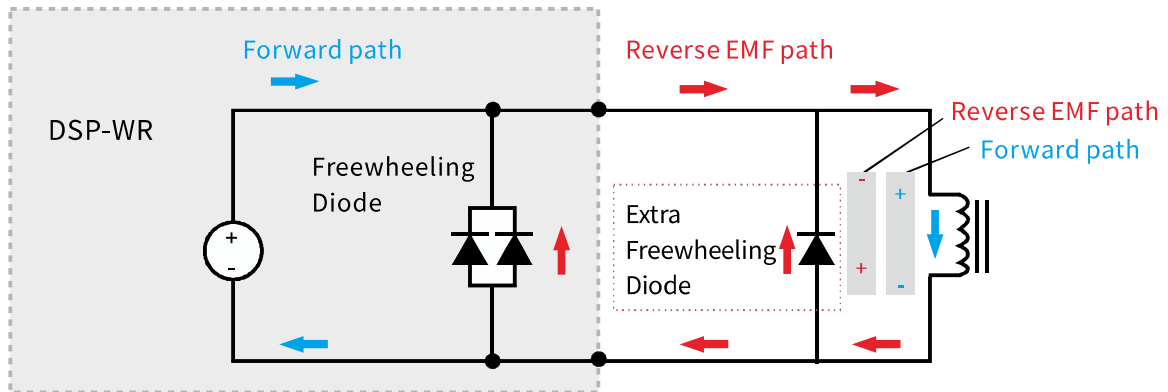 Forward path
Reverse EMF path
Reverse EMF path
DSP-WR
Forward path
Freewheeling
Diode
-
+
+
-
Extra
Freewheeling
Diode
+
-